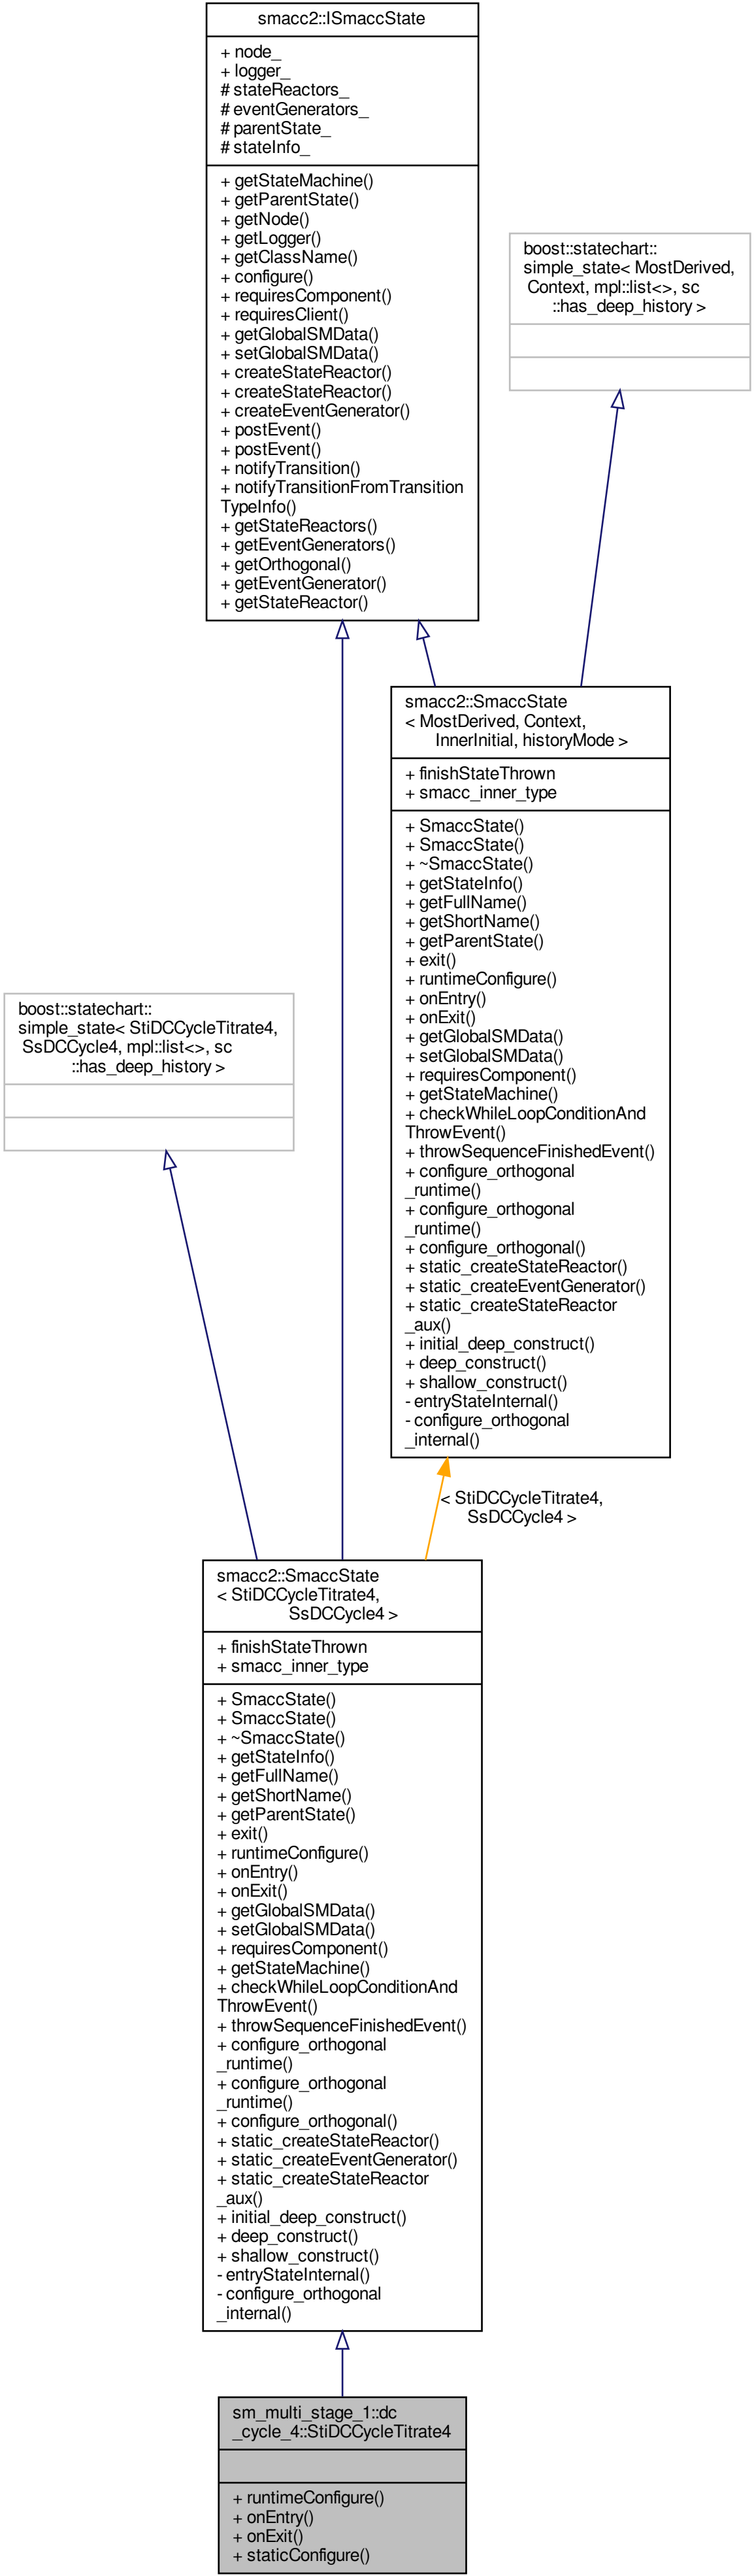 smacc2::ISmaccState
+ node_
+ logger_
# stateReactors_
# eventGenerators_
# parentState_
# stateInfo_
+ getStateMachine()
+ getParentState()
+ getNode()
+ getLogger()
+ getClassName()
+ configure()
+ requiresComponent()
+ requiresClient()
+ getGlobalSMData()
+ setGlobalSMData()
+ createStateReactor()
+ createStateReactor()
+ createEventGenerator()
+ postEvent()
+ postEvent()
+ notifyTransition()
+ notifyTransitionFromTransition
TypeInfo()
+ getStateReactors()
+ getEventGenerators()
+ getOrthogonal()
+ getEventGenerator()
+ getStateReactor()
boost::statechart::
simple_state< MostDerived,
Context, mpl::list<>, sc
::has_deep_history >
smacc2::SmaccState
< MostDerived, Context,
InnerInitial, historyMode >
+ finishStateThrown
+ smacc_inner_type
+ SmaccState()
+ SmaccState()
+ ~SmaccState()
+ getStateInfo()
+ getFullName()
+ getShortName()
+ getParentState()
+ exit()
+ runtimeConfigure()
+ onEntry()
+ onExit()
+ getGlobalSMData()
+ setGlobalSMData()
+ requiresComponent()
+ getStateMachine()
+ checkWhileLoopConditionAnd
ThrowEvent()
+ throwSequenceFinishedEvent()
+ configure_orthogonal
_runtime()
+ configure_orthogonal
_runtime()
+ configure_orthogonal()
+ static_createStateReactor()
+ static_createEventGenerator()
+ static_createStateReactor
_aux()
+ initial_deep_construct()
+ deep_construct()
+ shallow_construct()
- entryStateInternal()
- configure_orthogonal
_internal()
boost::statechart::
simple_state< StiDCCycleTitrate4,
SsDCCycle4, mpl::list<>, sc
::has_deep_history >
< StiDCCycleTitrate4,
SsDCCycle4 >
smacc2::SmaccState
< StiDCCycleTitrate4,
SsDCCycle4 >
+ finishStateThrown
+ smacc_inner_type
+ SmaccState()
+ SmaccState()
+ ~SmaccState()
+ getStateInfo()
+ getFullName()
+ getShortName()
+ getParentState()
+ exit()
+ runtimeConfigure()
+ onEntry()
+ onExit()
+ getGlobalSMData()
+ setGlobalSMData()
+ requiresComponent()
+ getStateMachine()
+ checkWhileLoopConditionAnd
ThrowEvent()
+ throwSequenceFinishedEvent()
+ configure_orthogonal
_runtime()
+ configure_orthogonal
_runtime()
+ configure_orthogonal()
+ static_createStateReactor()
+ static_createEventGenerator()
+ static_createStateReactor
_aux()
+ initial_deep_construct()
+ deep_construct()
+ shallow_construct()
- entryStateInternal()
- configure_orthogonal
_internal()
sm_multi_stage_1::dc
_cycle_4::StiDCCycleTitrate4
+ runtimeConfigure()
+ onEntry()
+ onExit()
+ staticConfigure()